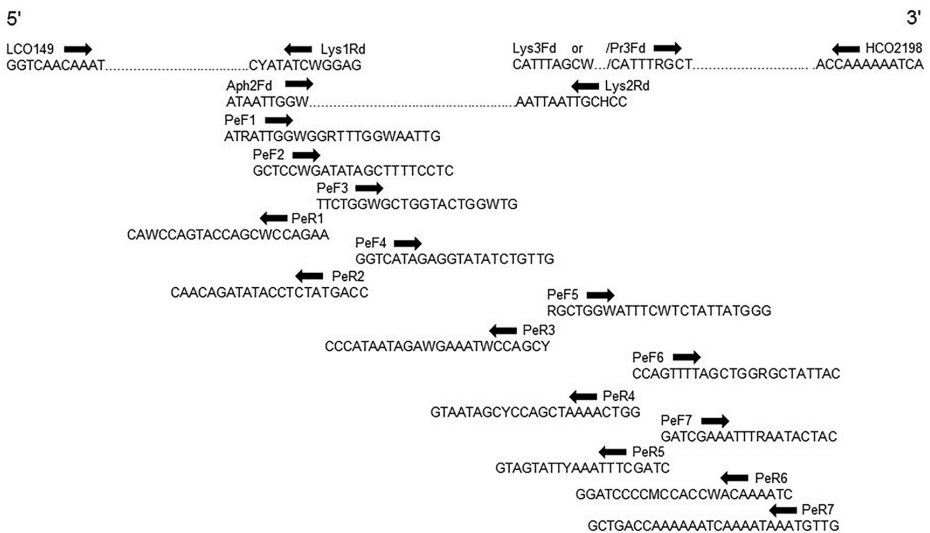 5' 3'
LCO149 Lys1Rd Lys3Fd or /Pr3Fd HCO2198
GGTCAACAAAT CYATATCWGGAG CATTTAGCW.../CATTTRGCT ACCAAAAAATCA
Aph2Fd Lys2Rd
ATAATTGGW AATTAATTGCHCC
PeF1
ATRATTGGWGGRTTTGGWAATTG
PeF2
GCTCCWGATATAGCTTTTCCTC
PeF3
TTCTGGWGCTGGTACTGGWTG
PeR1
CAWCCAGTACCAGCWCCAGAA
PeF4
GGTCATAGAGGTATATCTGTTG
PeR2
CAACAGATATACCTCTATGACC
PeF5
RGCTGGWATTTCWTCTATTATGGG
PeR3
CCCATAATAGAWGAAATWCCAGCY
PeF6
CCAGTTTTAGCTGGRGCTATTAC
PeR4
GTAATAGCYCCAGCTAAAACTGG
PeF7
GATCGAAATTTRAATACTAC
PeR5
GTAGTATTYAAATTTCGATC
PeR6
GGATCCCCMCCACCWACAAAATC
PeR7
GCTGACCAAAAAATCAAAATAAATGTTG